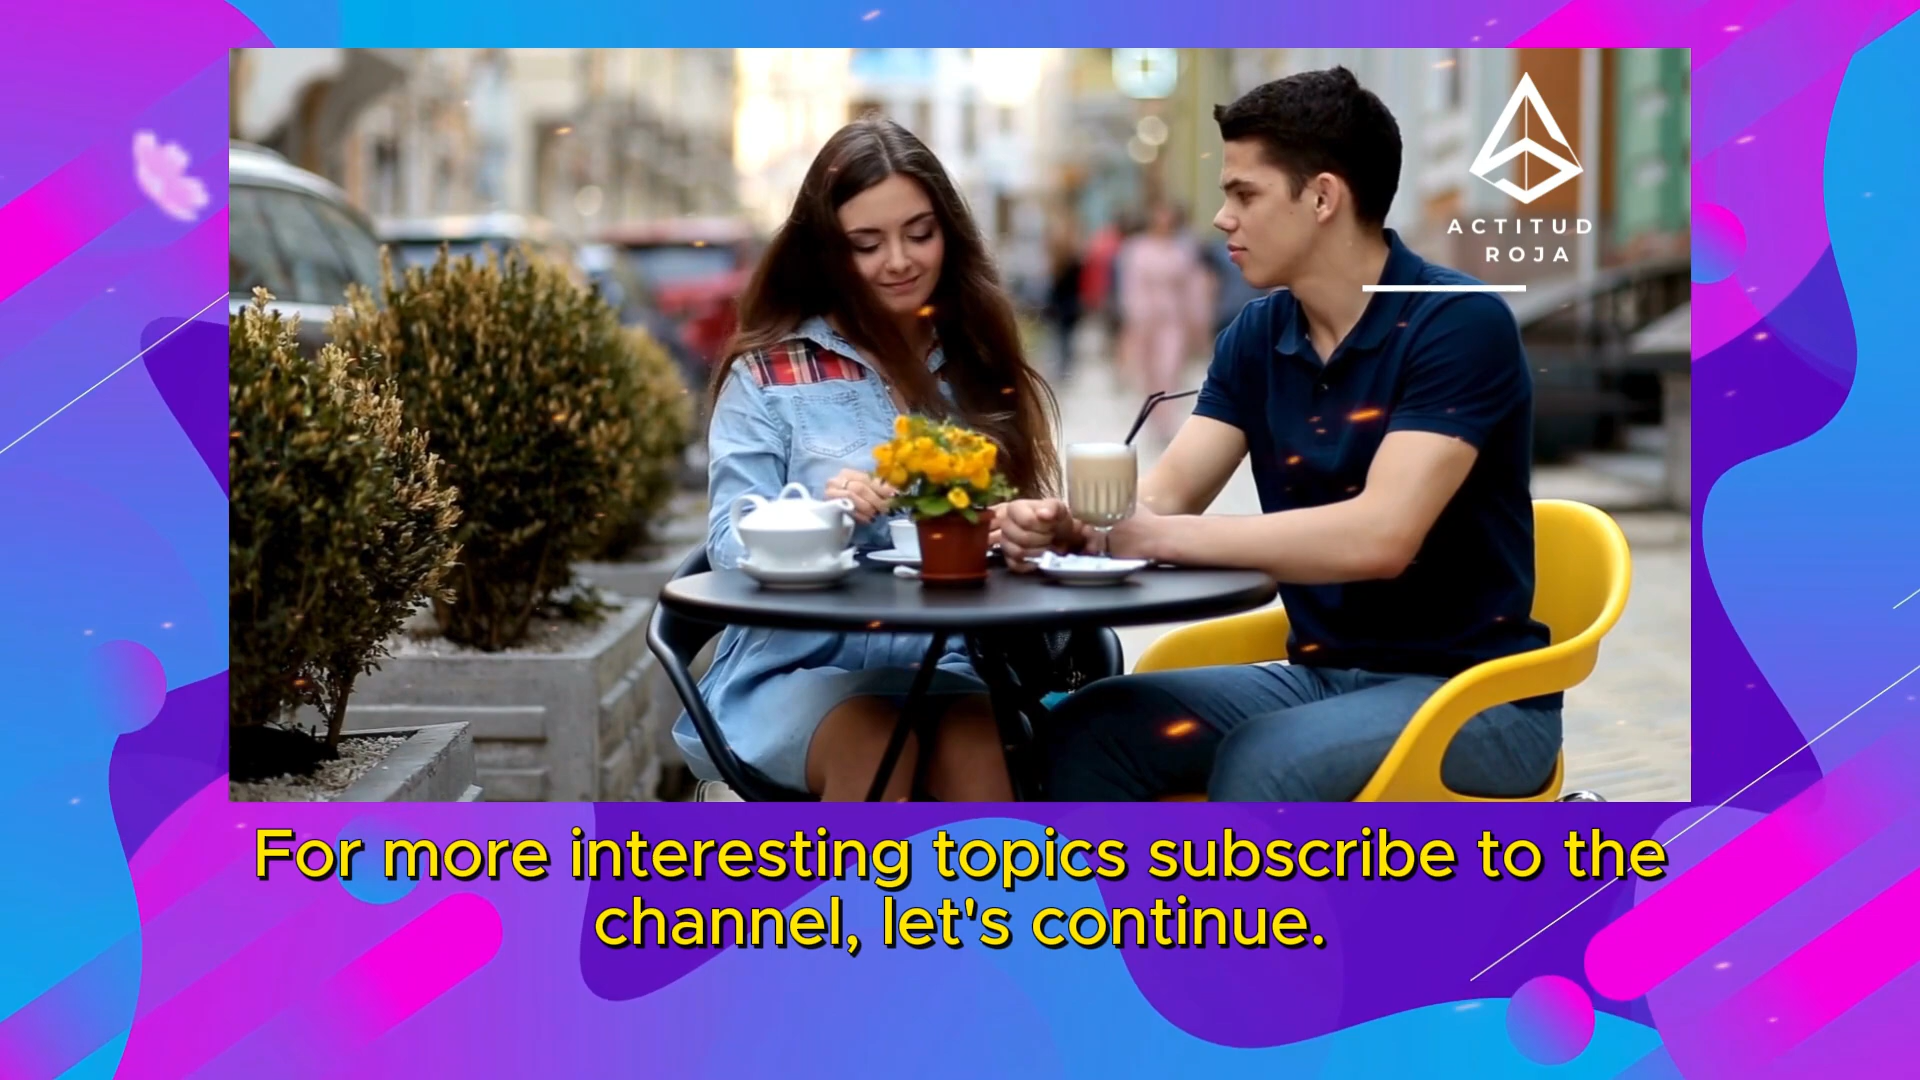 ACTITUD
ROJA
For more interesting topics subscribe to the
channel, let's continue.